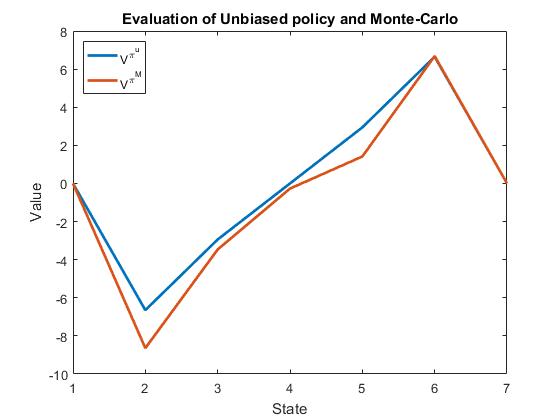 Evaluation of Unbiased policy and Monte-Carlo
V^π^u
V^π^M
8
6
4
2
0
-2
-4
-6
-8
-10
Value
1 2 3 4 5 6 7
State